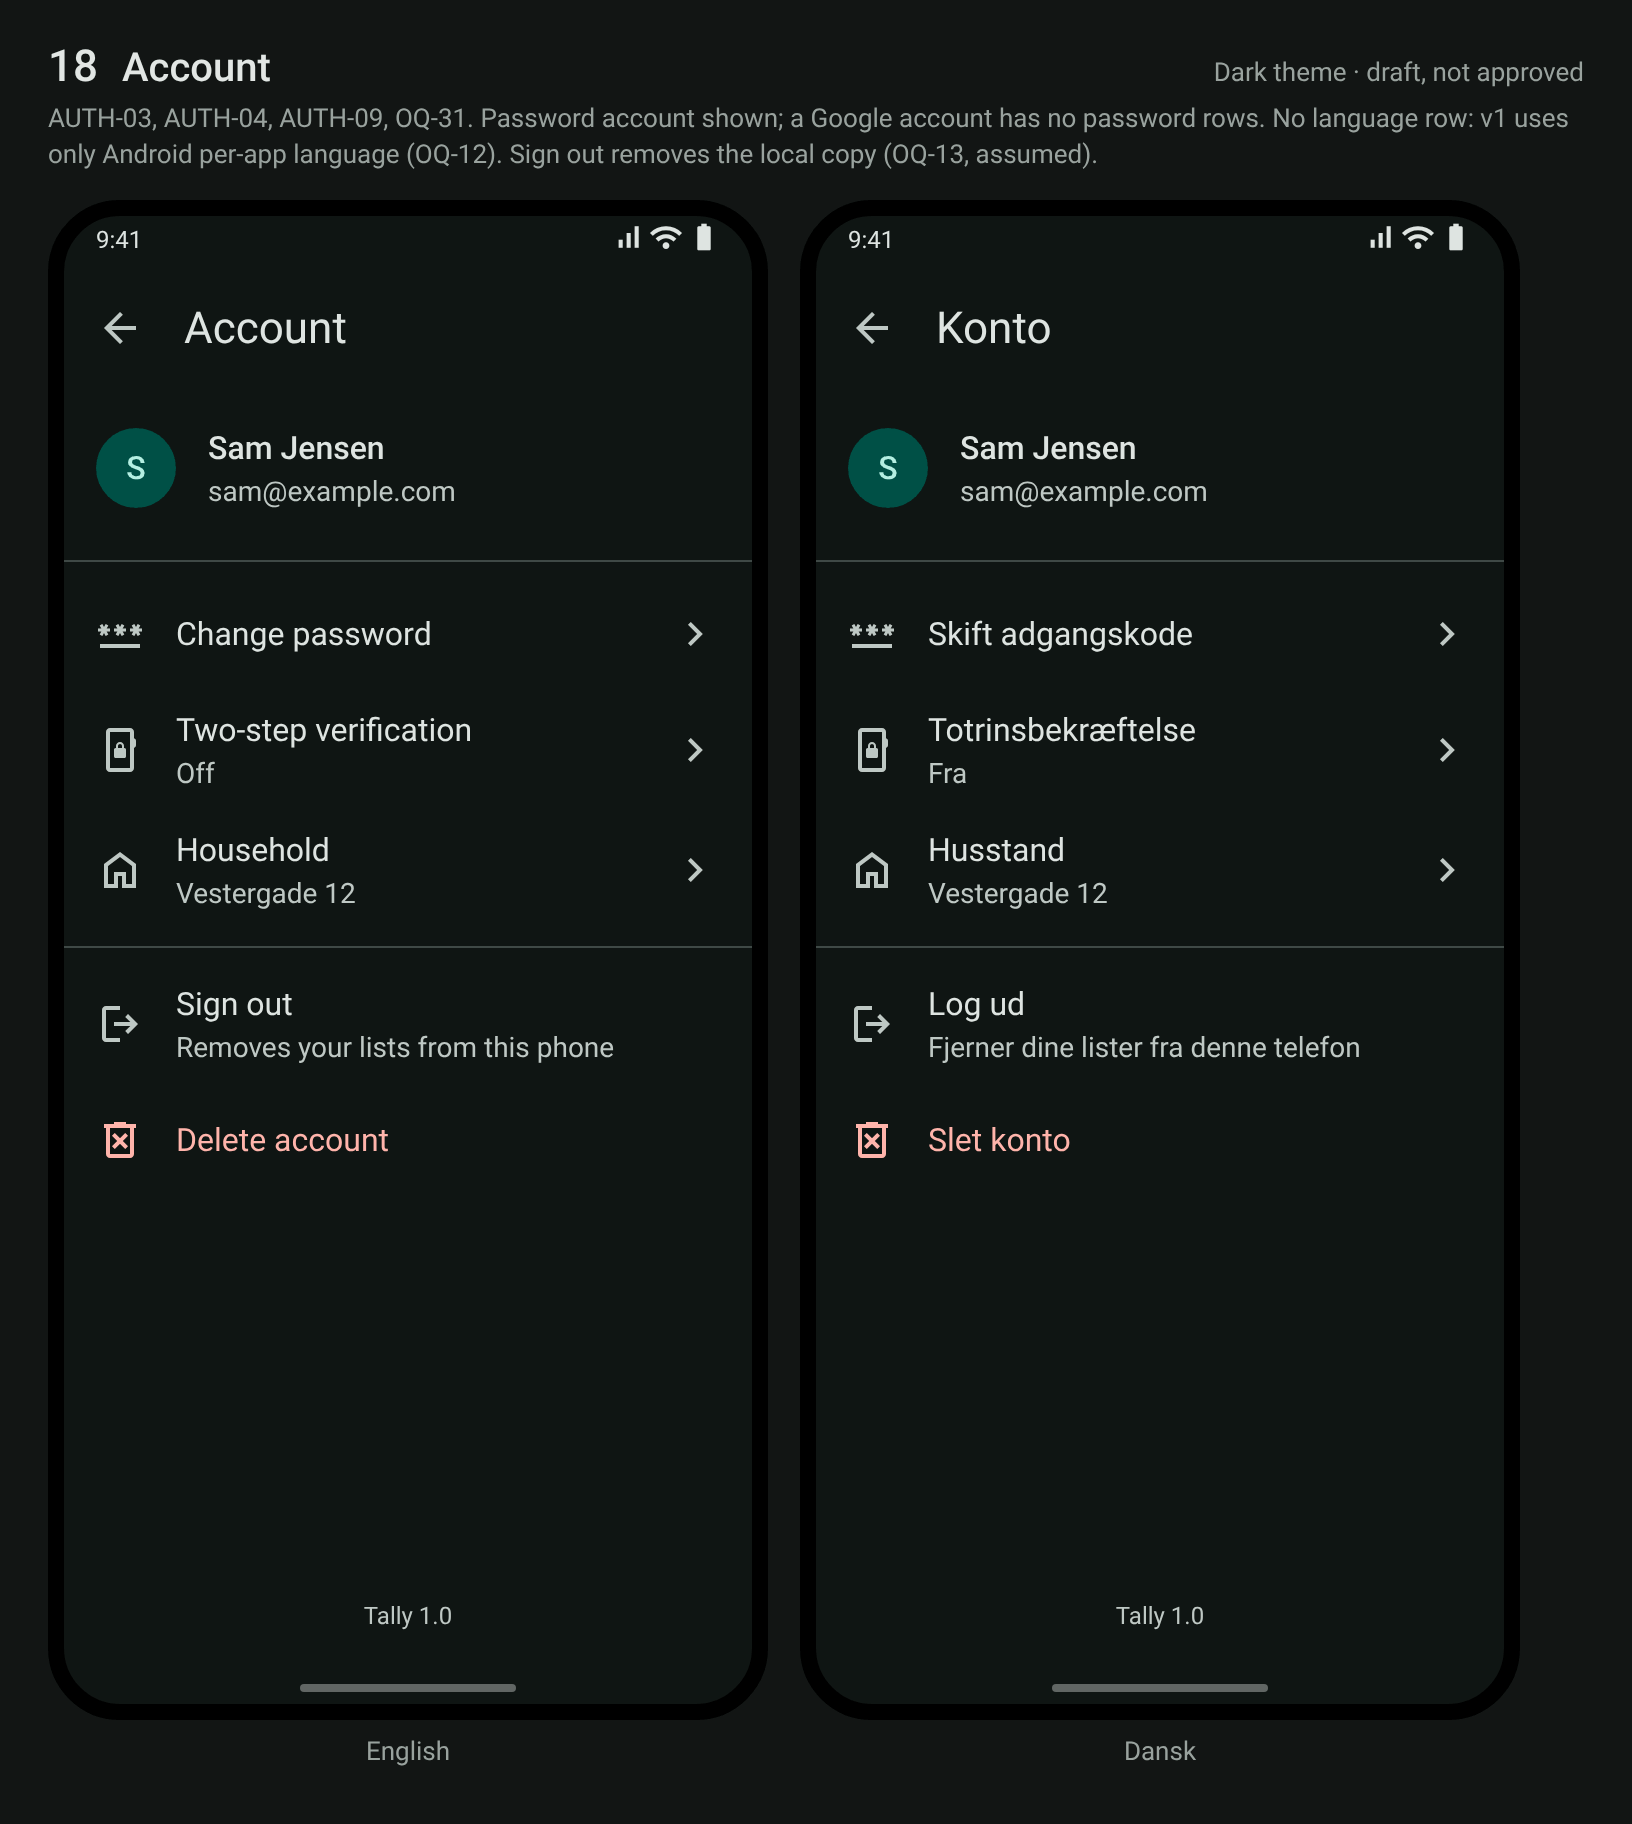 18 Account
Dark theme · draft, not approved
AUTH-03, AUTH-04, AUTH-09, OQ-31. Password account shown; a Google account has no password rows. No language row: v1 uses
only Android per-app language (OQ-12). Sign out removes the local copy (OQ-13, assumed).
9:41
Account
S
Sam Jensen
sam@example.com
Change password
Two-step verification
Off
Household
Vestergade 12
Sign out
Removes your lists from this phone
Delete account
Tally 1.0
English
9:41
Konto
S
Sam Jensen
sam@example.com
Skift adgangskode
Totrinsbekræftelse
Fra
Husstand
Vestergade 12
Log ud
Fjerner dine lister fra denne telefon
Slet konto
Tally 1.0
Dansk